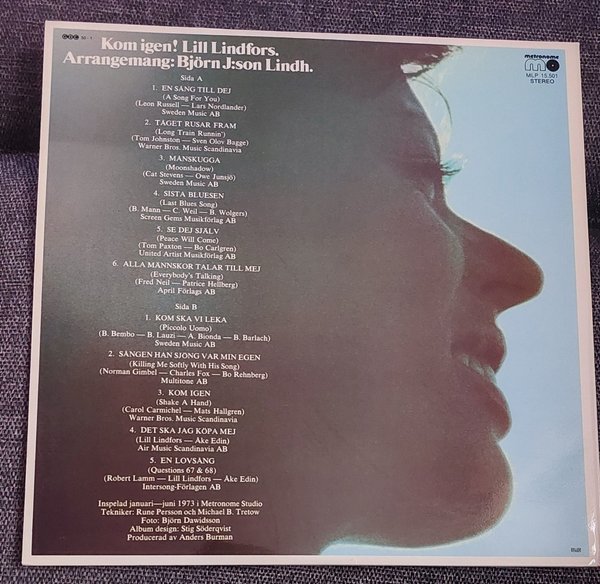 GDC 50-1
Kom igen! Lill Lindfors.
Arrangemang: Björn J:son Lindh.
metronome
MLP 15.501
STEREO
Side A
1. EN SÅNG TILL DEJ
(A Song For You)
(Leon Russell — Lars Nordlander)
Sweden Music AB
2. TÅGET RUSAR FRAM
(Long Train Runnin')
(Tom Johnston — Sven Olov Bagge)
Warner Bros. Music Scandinavia
3. MÅNSKUGGA
(Moonshadow)
(Cat Stevens — Owe Junsjö)
Sweden Music AB
4. SISTA BLUESEN
(Last Blues Song)
(B. Mann — C. Weil — B. Wolgers)
Screen Gems Musikförlag AB
5. SE DEJ SJÄLV
(Peace Will Come)
(Tom Paxton — Bo Carlgren)
United Artist Musikförlag AB
6. ALLA MÄNNSKOR TALAR TILL MEJ
(Everybody's Talking)
(Fred Neil — Patrice Hellberg)
April Förlags AB
Sida B
1. KOM SKA VI LEKA
(Piccolo Uomo)
(B. Bembo — B. Lauzi — A. Bionda — B. Barlach)
Sweden Music AB
2. SÅNGEN HAN SJÖNG VAR MIN EGEN
(Killing Me Softly With His Song)
(Norman Gimbel — Charles Fox — Bo Rehnberg)
Multitone AB
3. KOM IGEN
(Shake A Hand)
(Carol Carmichel — Mats Hallgren)
Warner Bros. Music Scandinavia
4. DET SKA JAG KÖPA MEJ
(Lill Lindfors — Åke Edin)
Air Music Scandinavia AB
5. EN LOVSÅNG
(Questions 67 & 68)
(Robert Lamm — Lill Lindfors — Åke Edin)
Intersong-Förlagen AB
Inspelad januari—juni 1973 i Metronome Studio
Tekniker: Rune Persson och Michael B. Tretow
Foto: Björn Dawidsson
Album design: Stig Söderqvist
Producerad av Anders Burman